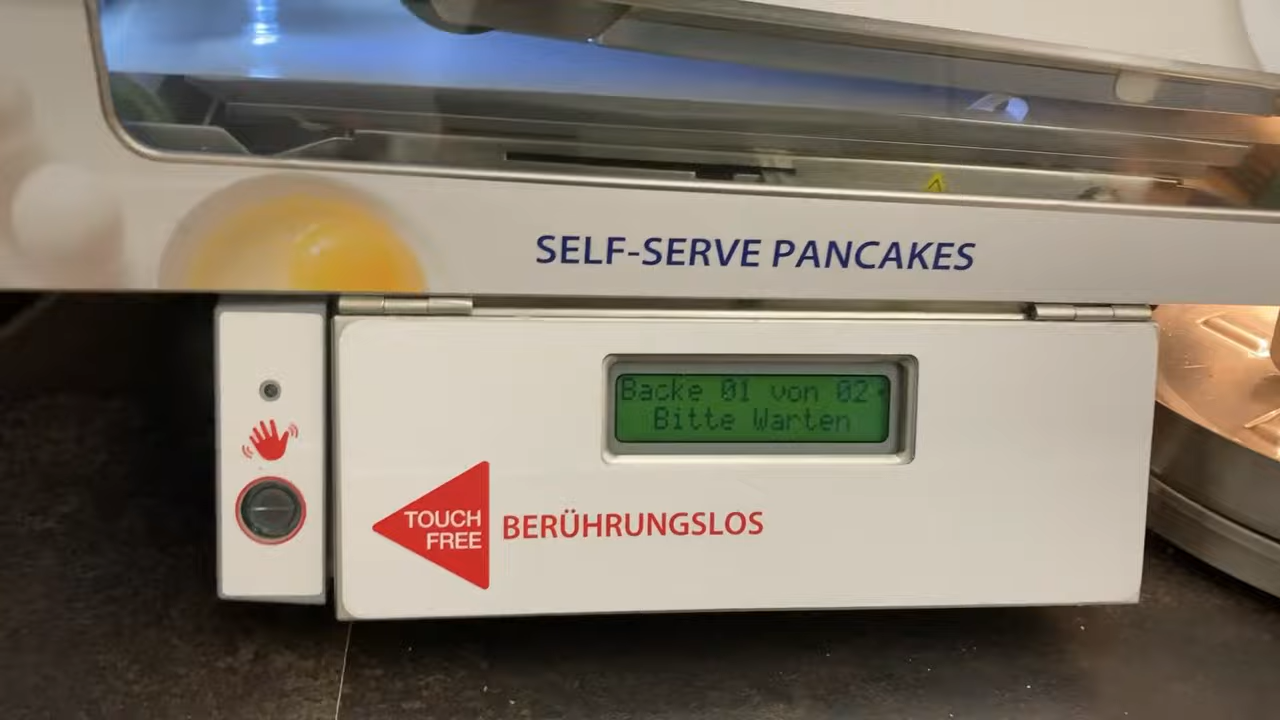 SELF-SERVE PANCAKES
Backe 01 von 02
Bitte Warten
TOUCH
FREE
BERÜHRUNGSLOS